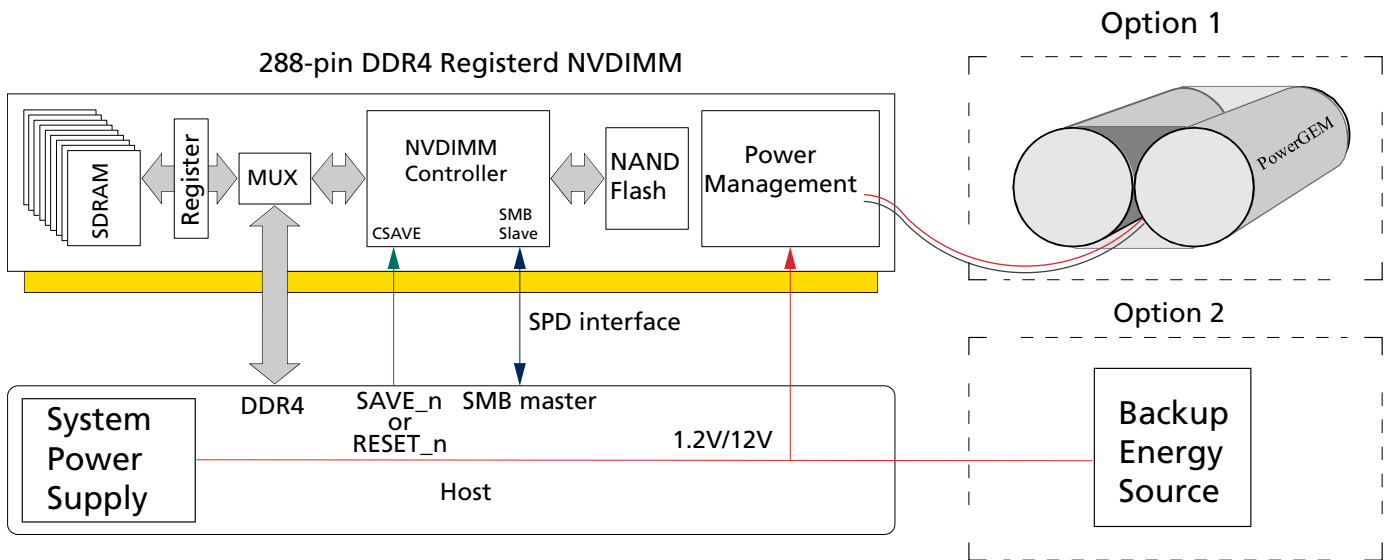 Option 1
288-pin DDR4 Registerd NVDIMM
SDRAM
Register
MUX
NVDIMM
Controller
CSAVE
SMB
Slave
NAND
Flash
Power
Management
PowerGEM
SPD interface
Option 2
DDR4
SAVE_n
or
RESET_n
SMB master
1.2V/12V
System
Power
Supply
Host
Backup
Energy
Source